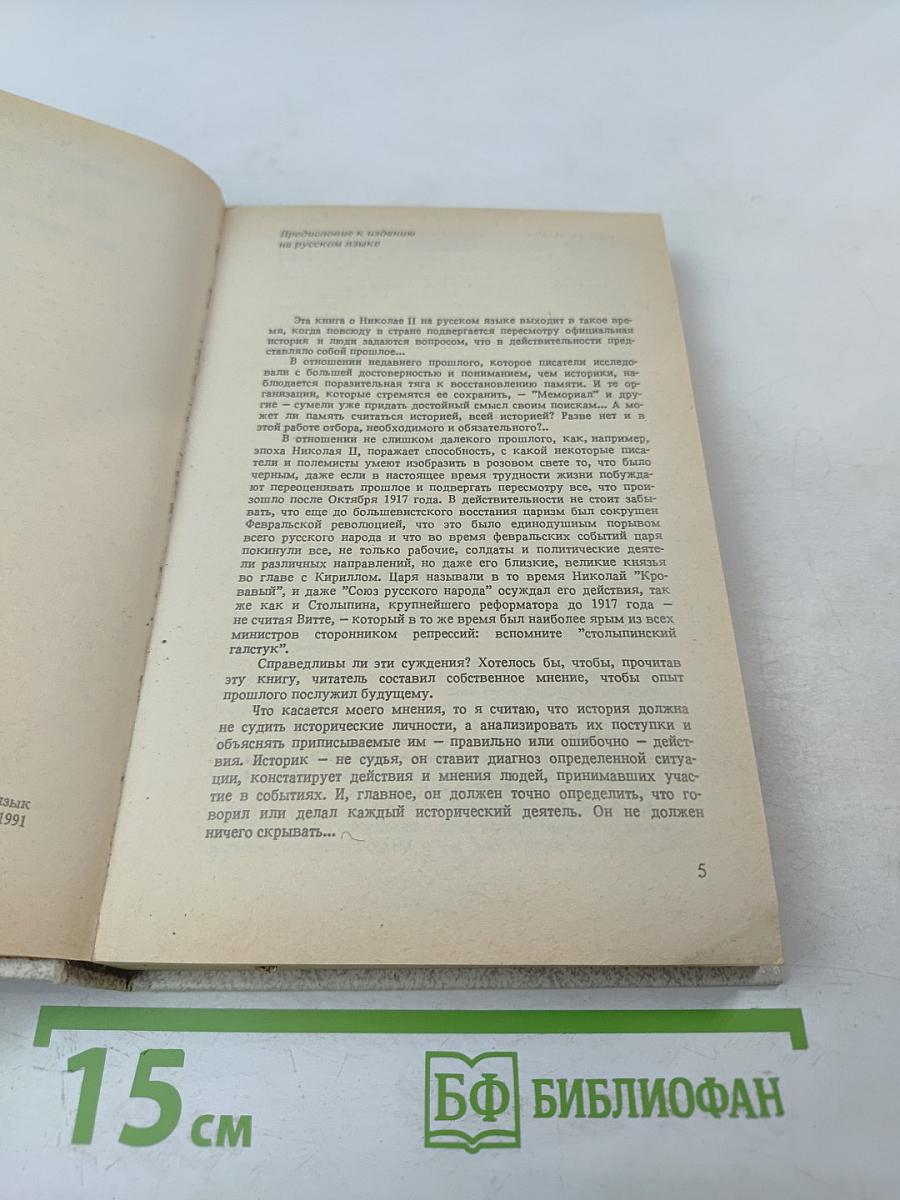 Предисловие к изданию
на русском языке
Эта книга о Николае II на русском языке выходит в такое вре-
мя, когда повсюду в стране подвергается пересмотру официальная
история и люди задаются вопросом, что в действительности пред-
ставляло собой прошлое...
В отношении недавнего прошлого, которое писатели исследо-
вали с большей достоверностью и пониманием, чем историки, на-
блюдается поразительная тяга к восстановлению памяти. И те ор-
ганизации, которые стремятся ее сохранить, — "Мемориал" и дру-
гие — сумели уже придать достойный смысл своим поискам... А мо-
жет ли память считаться историей, всей историей? Разве нет и в
этой работе отбора, необходимого и обязательного?..
В отношении не слишком далекого прошлого, как, например,
эпоха Николая II, поражает способность, с какой некоторые писа-
тели и полемисты умеют изобразить в розовом свете то, что было
черным, даже если в настоящее время трудности жизни побужда-
ют переоценивать прошлое и подвергать пересмотру все, что прои-
зошло после Октября 1917 года. В действительности не стоит забы-
вать, что еще до большевистского восстания царизм был сокрушен
Февральской революцией, что это было единодушным порывом
всего русского народа и что во время февральских событий царя
покинули все, не только рабочие, солдаты и политические деяте-
ли различных направлений, но даже его близкие, великие князья
во главе с Кириллом. Царя называли в то время Николай "Кро-
вавый", и даже "Союз русского народа" осуждал его действия, так
же как и Столыпина, крупнейшего реформатора до 1917 года —
не считая Витте, — который в то же время был наиболее ярым из всех
министров сторонником репрессий: вспомните "столыпинский
галстук".
Справедливы ли эти суждения? Хотелось бы, чтобы, прочитав
эту книгу, читатель составил собственное мнение, чтобы опыт
прошлого послужил будущему.
Что касается моего мнения, то я считаю, что история должна
не судить исторические личности, а анализировать их поступки и
объяснять приписываемые им — правильно или ошибочно — дейст-
вия. Историк — не судья, он ставит диагноз определенной ситуа-
ции, констатирует действия и мнения людей, принимавших учас-
тие в событиях. И, главное, он должен точно определить, что го-
ворил или делал каждый исторический деятель. Он не должен
ничего скрывать...
5
язык
1991
15 см
БФ БИБЛИОФАН